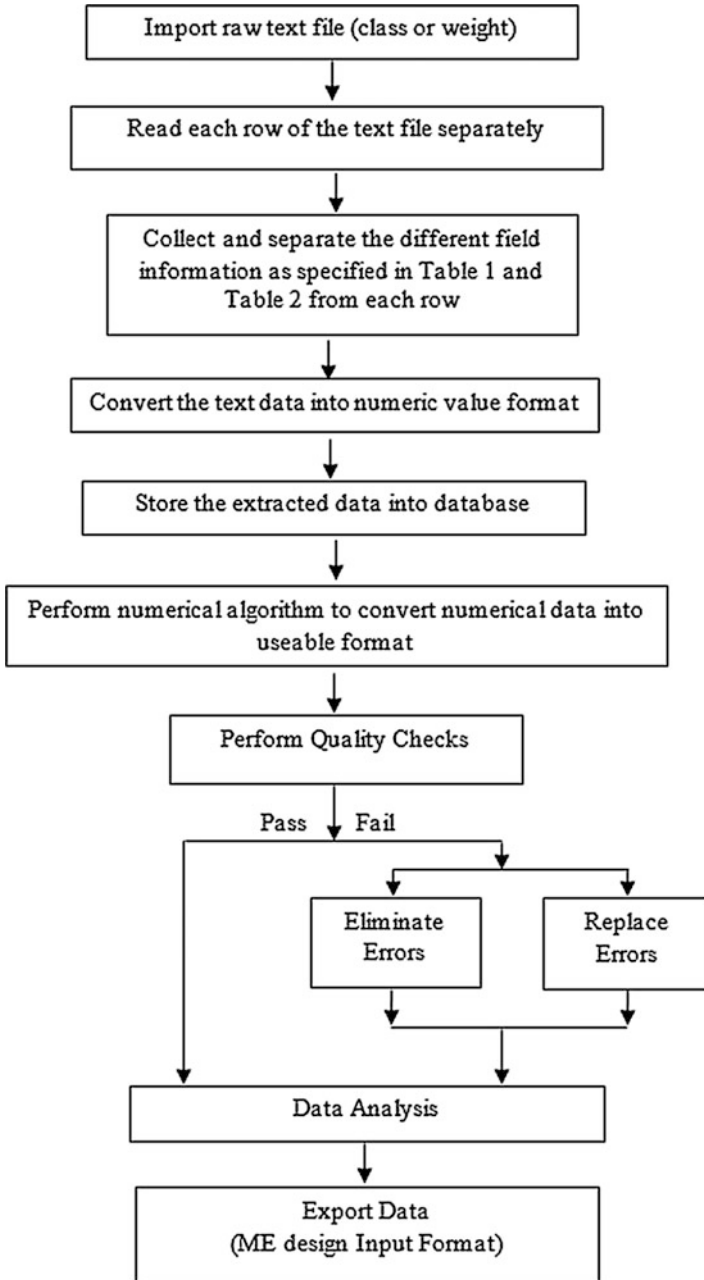 Import raw text file (class or weight)
Read each row of the text file separately
Collect and separate the different field
information as specified in Table 1 and
Table 2 from each row
Convert the text data into numeric value format
Store the extracted data into database
Perform numerical algorithm to convert numerical data into
useable format
Perform Quality Checks
Pass Fail
Eliminate
Errors
Replace
Errors
Data Analysis
Export Data
(ME design Input Format)